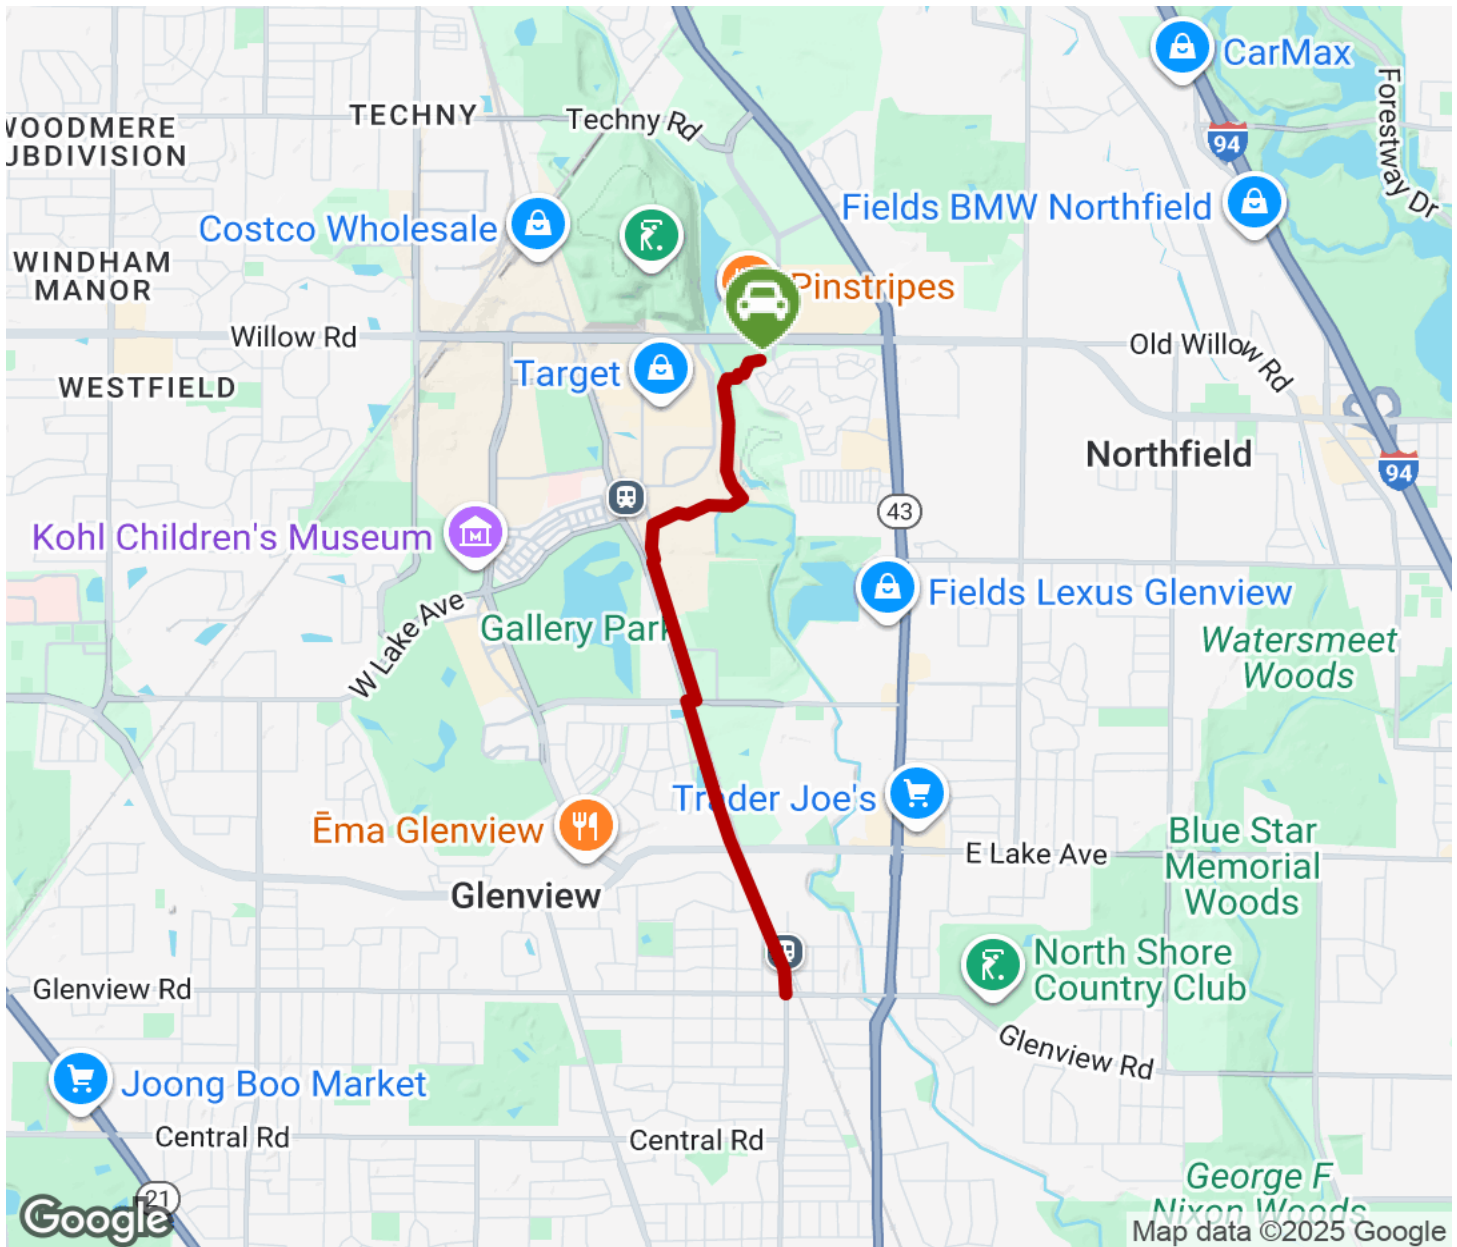 CarMax
TECHNY
Techny Rd
Forestway Dr
WOODMERE
UBDIVISION
94
Fields BMW Northfield
Costco Wholesale
WINDHAM
MANOR
Pinstripes
Willow Rd
Old Willow Rd
Target
WESTFIELD
Northfield
94
43
Kohl Children's Museum
Fields Lexus Glenview
W Lake Ave
Gallery Park
Watersmeet
Woods
Trader Joe's
Ēma Glenview
Blue Star
Memorial
Woods
E Lake Ave
Glenview
North Shore
Country Club
Glenview Rd
Glenview Rd
Joong Boo Market
Central Rd
Central Rd
George F
Nixon Woods
21
Google
Map data ©2025 Google